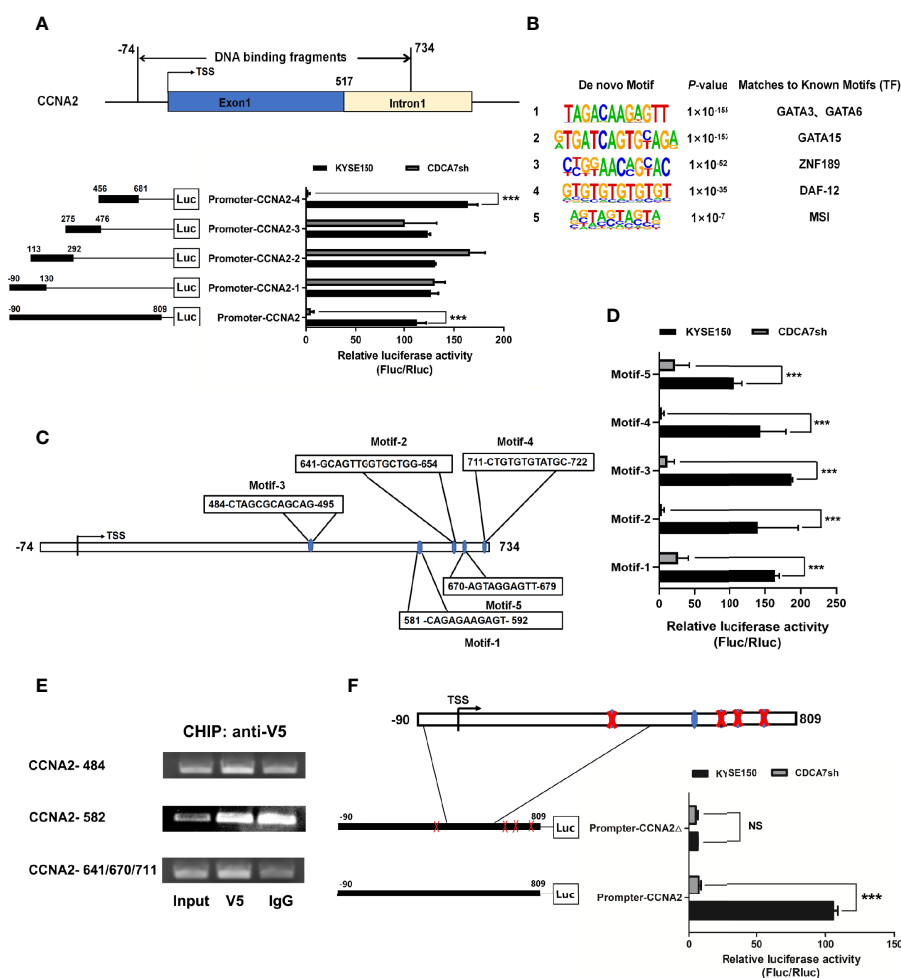 A
-74
734
DNA binding fragments
TSS
517
CCNA2
Exon1
Intron1
KYSE150
CDCA7sh
456
681
Luc
Promoter-CCNA2-4
***
275
476
Luc
Promoter-CCNA2-3
113
292
Luc
Promoter-CCNA2-2
-90
130
Luc
Promoter-CCNA2-1
-90
809
Luc
Promoter-CCNA2
***
0
50
100
150
200
Relative luciferase activity
(Fluc/Rluc)
B
De novo Motif
P-value
Matches to Known Motifs (TF)
1
TAGACAAGAGTT
GATA3、GATA6
2
GTGATCAGTGCAGA
GATA15
3
CTGGAACAGCAC
1×10-52
ZNF189
4
GTGTGTGTGTGT
1×10-35
DAF-12
5
AGTAGTAGTA
1×10-7
MSI
C
Motif-2
Motif-4
641-GCAGTTGGTGCTGG-654
711-CTGTGTGTATGC-722
Motif-3
484-CTAGCGCAGCAG-495
-74
TSS
734
670-AGTAGGAGTT-679
Motif-5
581 -CAGAGAAGAGT- 592
Motif-1
D
KYSE150
CDCA7sh
Motif-5
***
Motif-4
***
Motif-3
***
Motif-2
***
Motif-1
***
0
50
100
150
200
250
Relative luciferase activity
(Fluc/Rluc)
E
CHIP: anti-V5
CCNA2- 484
CCNA2- 582
CCNA2- 641/670/711
Input
V5
IgG
F
TSS
-90
809
KYSE150
CDCA7sh
-90
809
Luc
Prompter-CCNA2△
NS
-90
809
Luc
Prompter-CCNA2
***
0
50
100
150
Relative luciferase activity
(Fluc/Rluc)